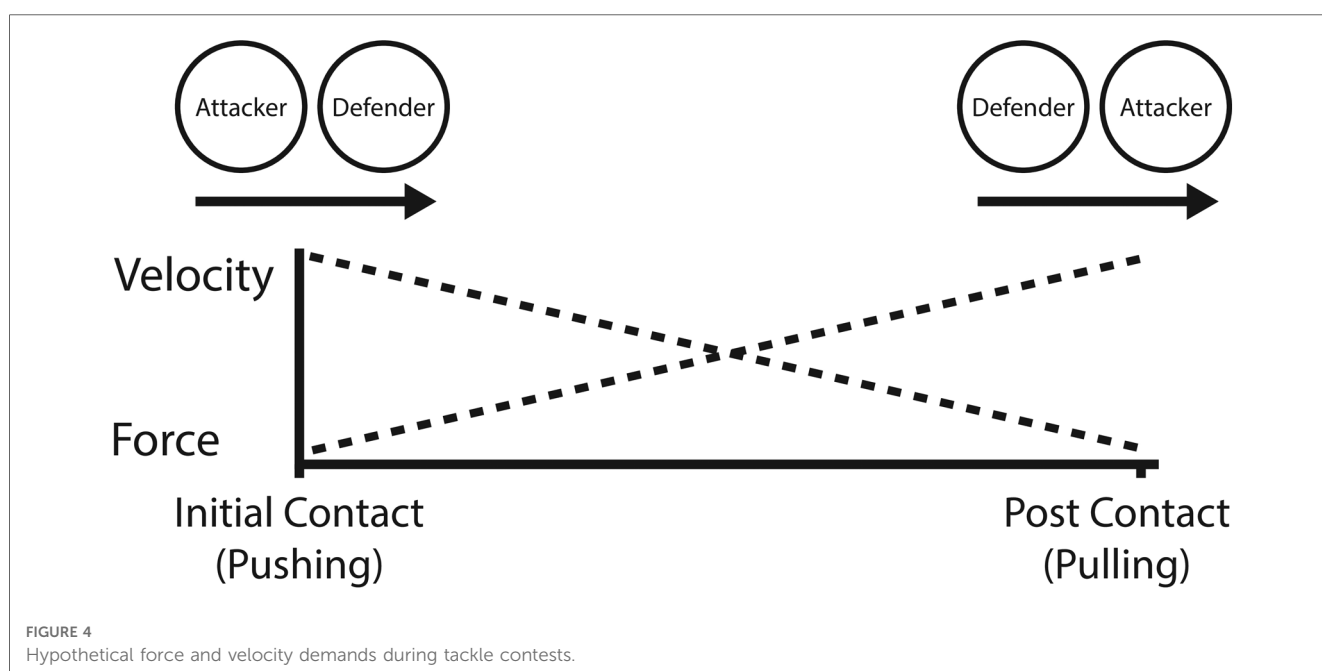 Attacker Defender
Defender Attacker
Velocity
Force
Initial Contact
(Pushing)
Post Contact
(Pulling)
FIGURE 4
Hypothetical force and velocity demands during tackle contests.